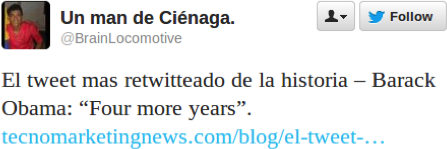 Un man de Ciénaga.
@BrainLocomotive
Follow
El tweet mas retwitteado de la historia – Barack
Obama: “Four more years”.
tecnomarketingnews.com/blog/el-tweet-…